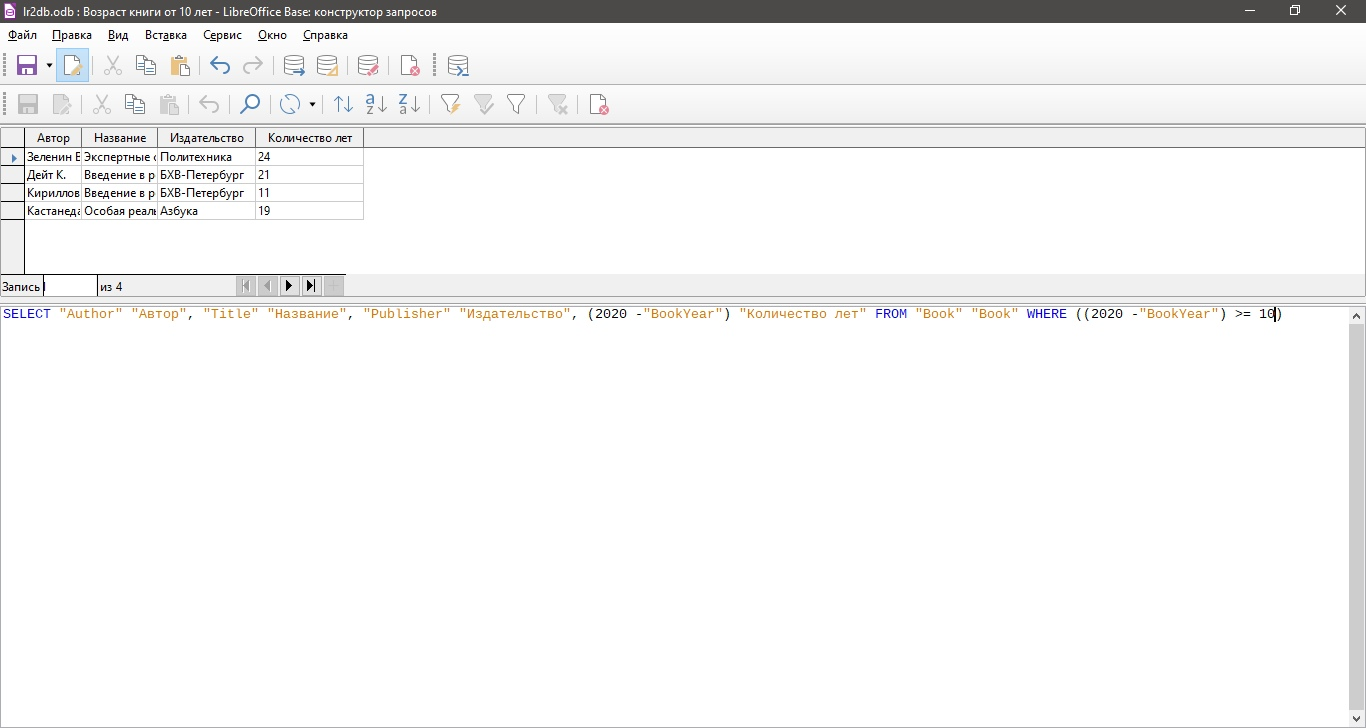 lr2db.odb : Возраст книги от 10 лет - LibreOffice Base: конструктор запросов
Файл Правка Вид Вставка Сервис Окно Справка
Автор Название Издательство Количество лет
Зеленин Е Экспертные Политехника 24
Дейт К. Введение в р БХВ-Петербург 21
Кириллов Введение в р БХВ-Петербург 11
Кастанеда Особая реаль Азбука 19
Запись из 4
SELECT "Author" "Автор", "Title" "Название", "Publisher" "Издательство", (2020 -"BookYear") "Количество лет" FROM "Book" "Book" WHERE ((2020 -"BookYear") >= 10)